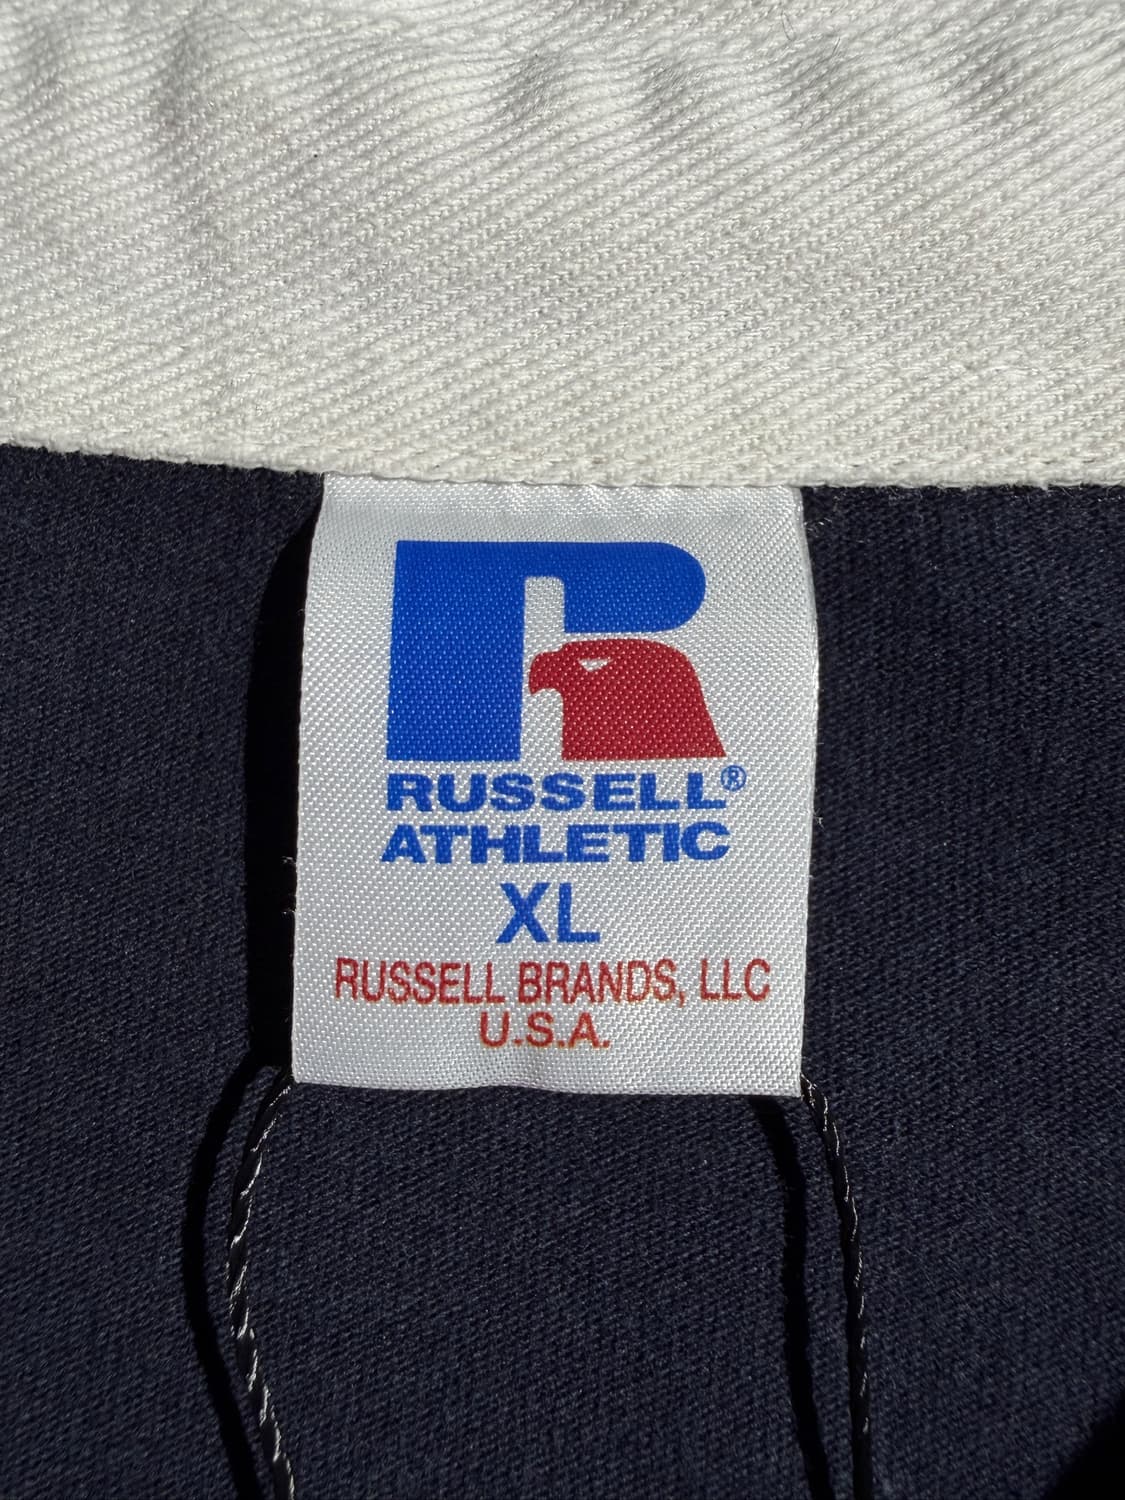 RUSSELL®
ATHLETIC
XL
RUSSELL BRANDS, LLC
U.S.A.